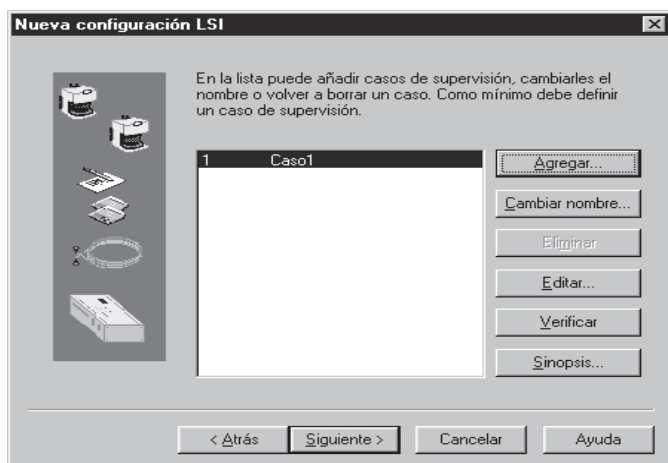 Nueva configuración LSI
En la lista puede añadir casos de supervisión, cambiarles el
nombre o volver a borrar un caso. Como mínimo debe definir
un caso de supervisión.
1 Caso1
Agregar...
Cambiar nombre...
Eliminar
Editar...
Verificar
Sinopsis...
< Atrás
Siguiente >
Cancelar
Ayuda